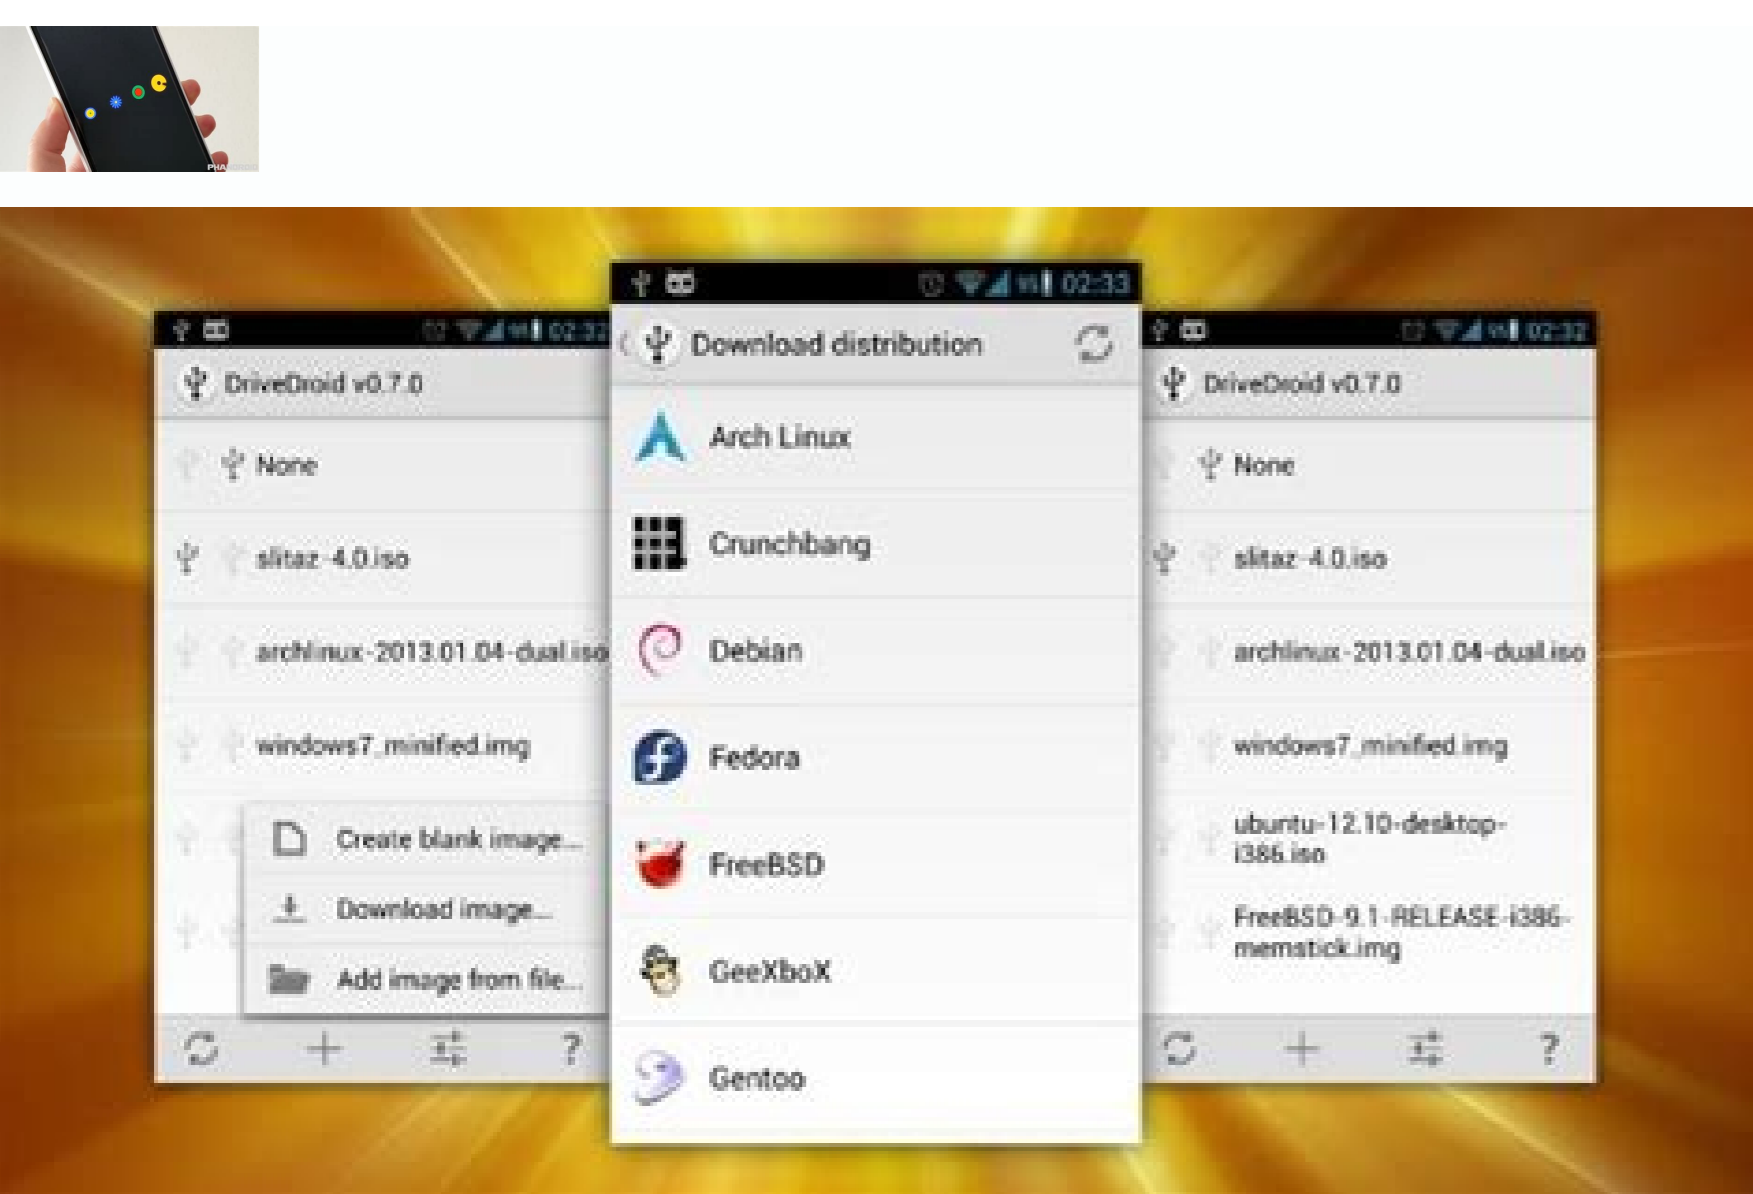 02:32
DriveDroid v0.7.0
None
slitaz-4.0.iso
archlinux-2013.01.04-dual.iso
windows7_minified.img
Create blank image...
Download image...
Add image from file...
?
02:33
Download distribution
Arch Linux
Crunchbang
Debian
Fedora
FreeBSD
GeeXboX
Gentoo
02:32
DriveDroid v0.7.0
None
slitaz-4.0.iso
archlinux-2013.01.04-dual.iso
windows7_minified.img
ubuntu-12.10-desktop-
i386.iso
FreeBSD-9.1-RELEASE-i386-
memstick.img
?